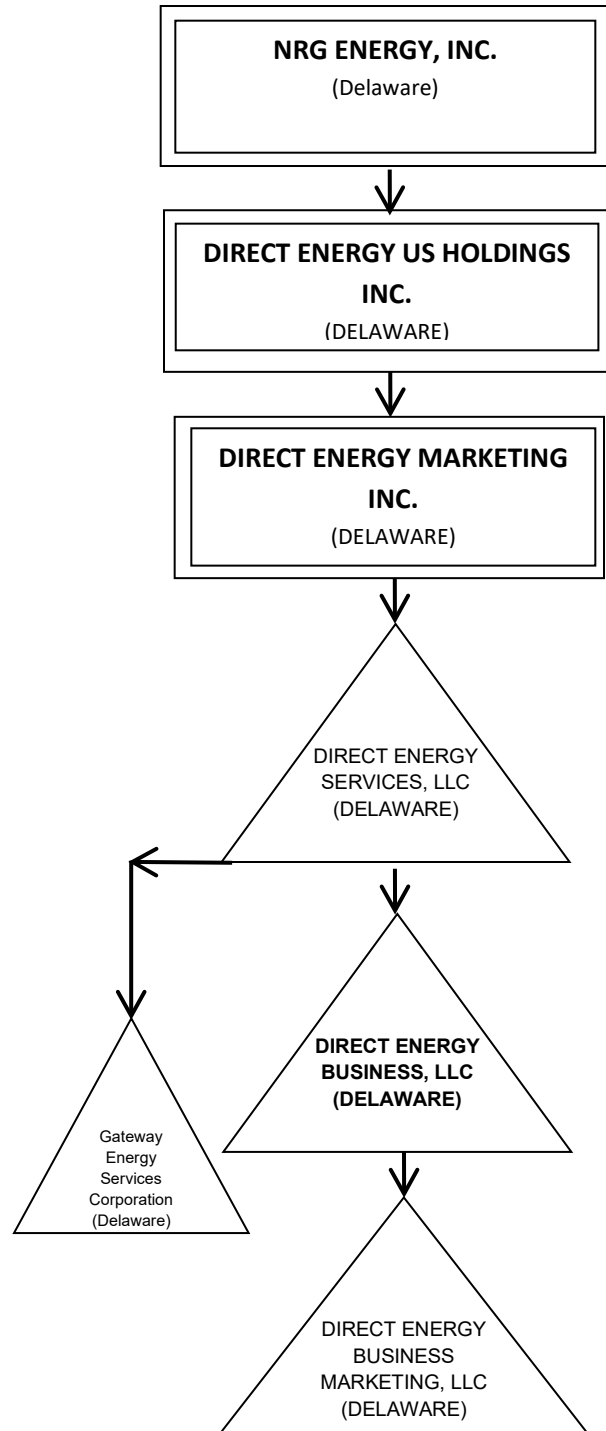 NRG ENERGY, INC.
(Delaware)
DIRECT ENERGY US HOLDINGS
INC.
(DELAWARE)
DIRECT ENERGY MARKETING
INC.
(DELAWARE)
DIRECT ENERGY
SERVICES, LLC
(DELAWARE)
DIRECT ENERGY
BUSINESS, LLC
(DELAWARE)
Gateway
Energy
Services
Corporation
(Delaware)
DIRECT ENERGY
BUSINESS
MARKETING, LLC
(DELAWARE)